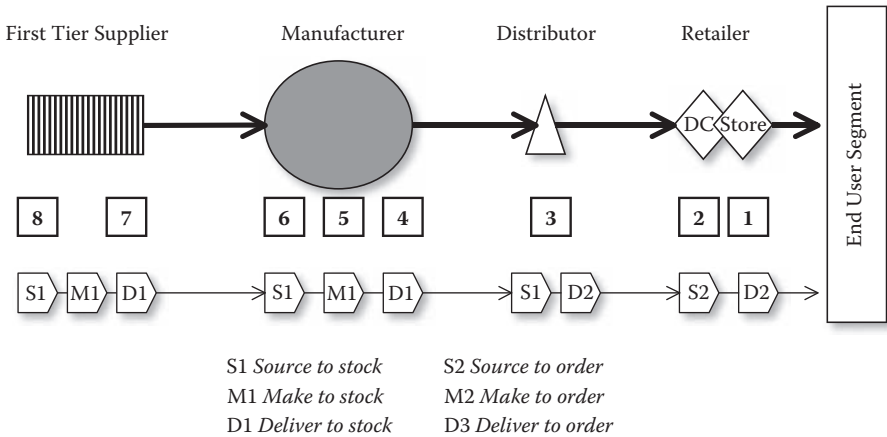 First Tier Supplier
Manufacturer
Distributor
Retailer
DC
Store
End User Segment
8
7
6
5
4
3
2
1
S1
M1
D1
S1
M1
D1
S1
D2
S2
D2
S1 Source to stock
S2 Source to order
M1 Make to stock
M2 Make to order
D1 Deliver to stock
D3 Deliver to order